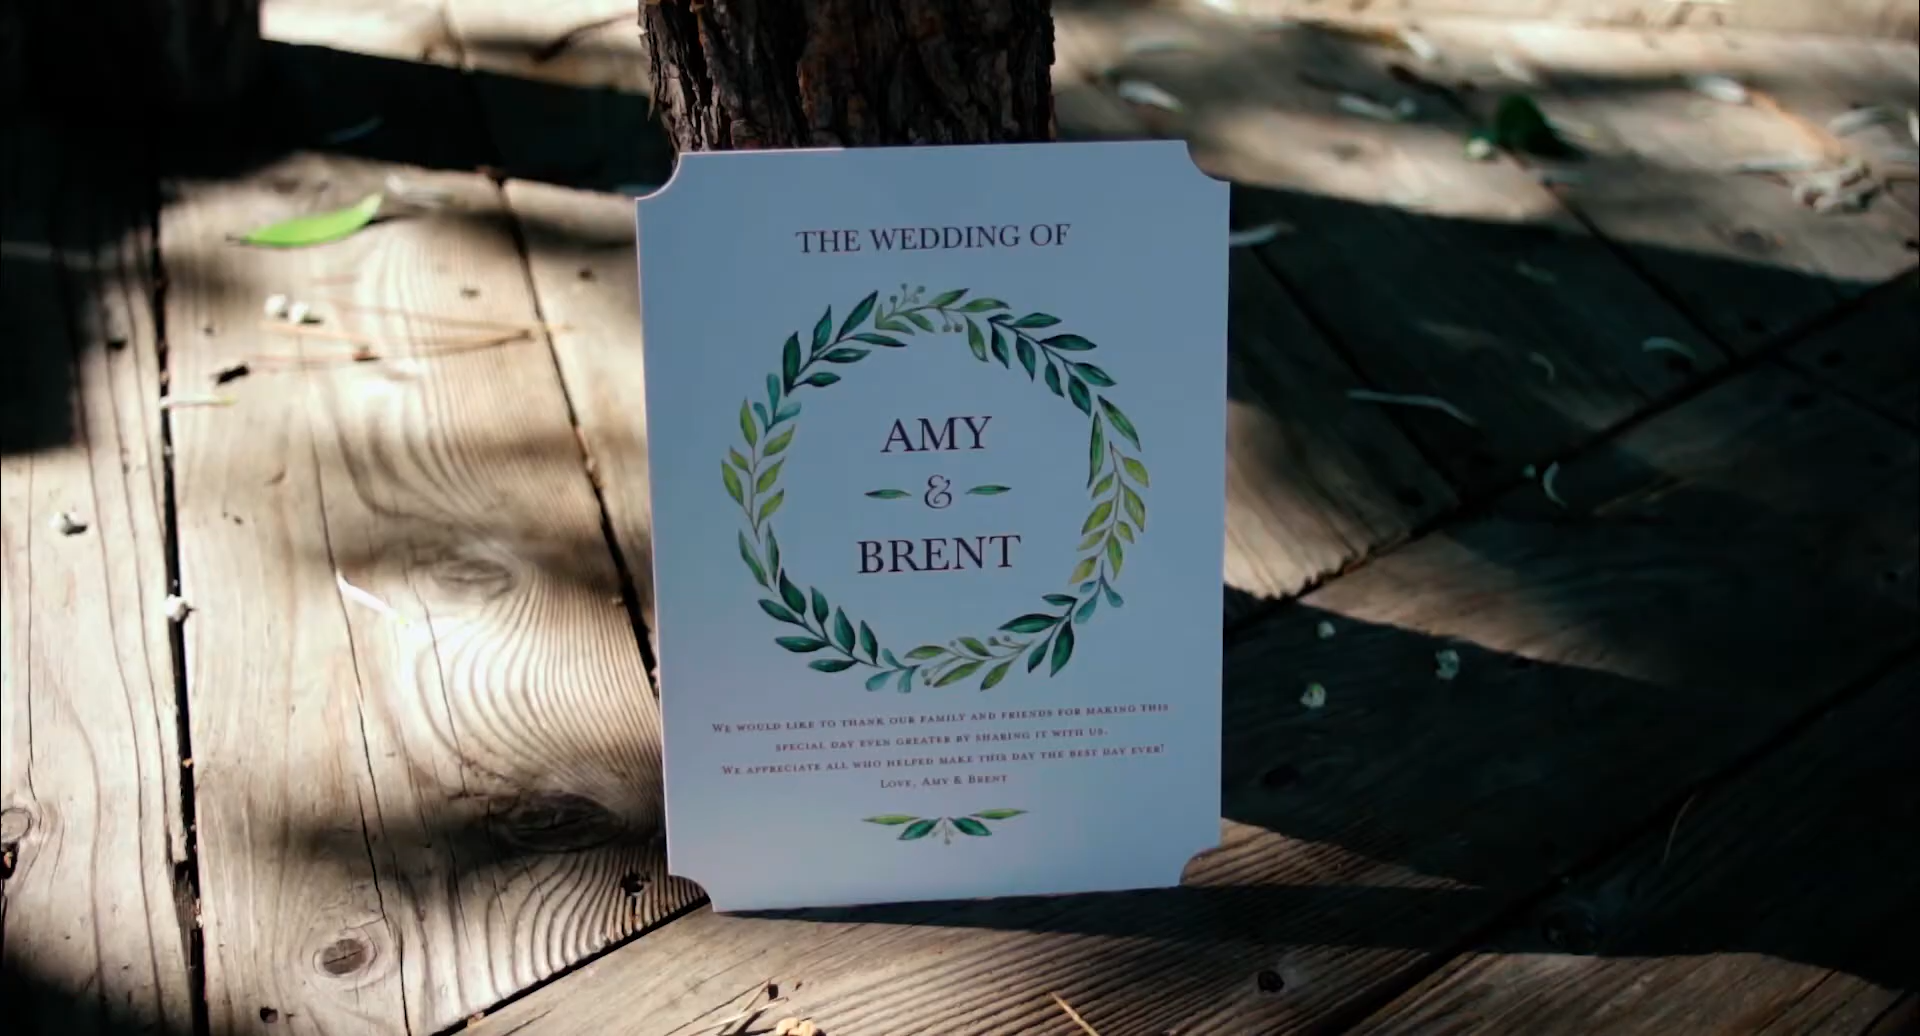 THE WEDDING OF
AMY
&
BRENT
WE WOULD LIKE TO THANK OUR FAMILY AND FRIENDS FOR MAKING THIS
SPECIAL DAY EVEN GREATER BY SHARING IT WITH US.
WE APPRECIATE ALL WHO HELPED MAKE THIS DAY THE BEST DAY EVER!
LOVE, AMY & BRENT